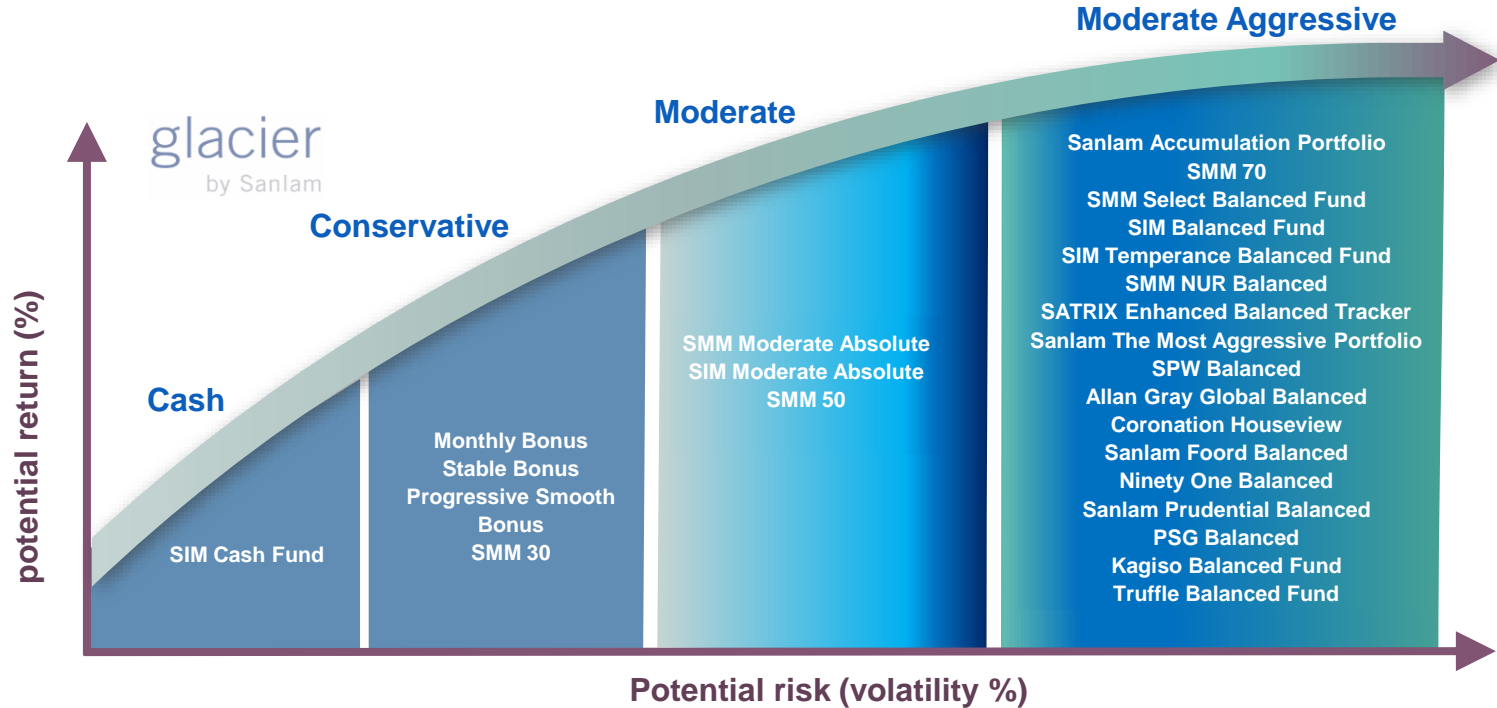 Moderate Aggressive
glacier
by Sanlam
Moderate
Conservative
Cash
potential return (%)
SIM Cash Fund
Monthly Bonus
Stable Bonus
Progressive Smooth
Bonus
SMM 30
SMM Moderate Absolute
SIM Moderate Absolute
SMM 50
Sanlam Accumulation Portfolio
SMM 70
SMM Select Balanced Fund
SIM Balanced Fund
SIM Temperance Balanced Fund
SMM NUR Balanced
SATRIX Enhanced Balanced Tracker
Sanlam The Most Aggressive Portfolio
SPW Balanced
Allan Gray Global Balanced
Coronation Houseview
Sanlam Foord Balanced
Ninety One Balanced
Sanlam Prudential Balanced
PSG Balanced
Kagiso Balanced Fund
Truffle Balanced Fund
Potential risk (volatility %)